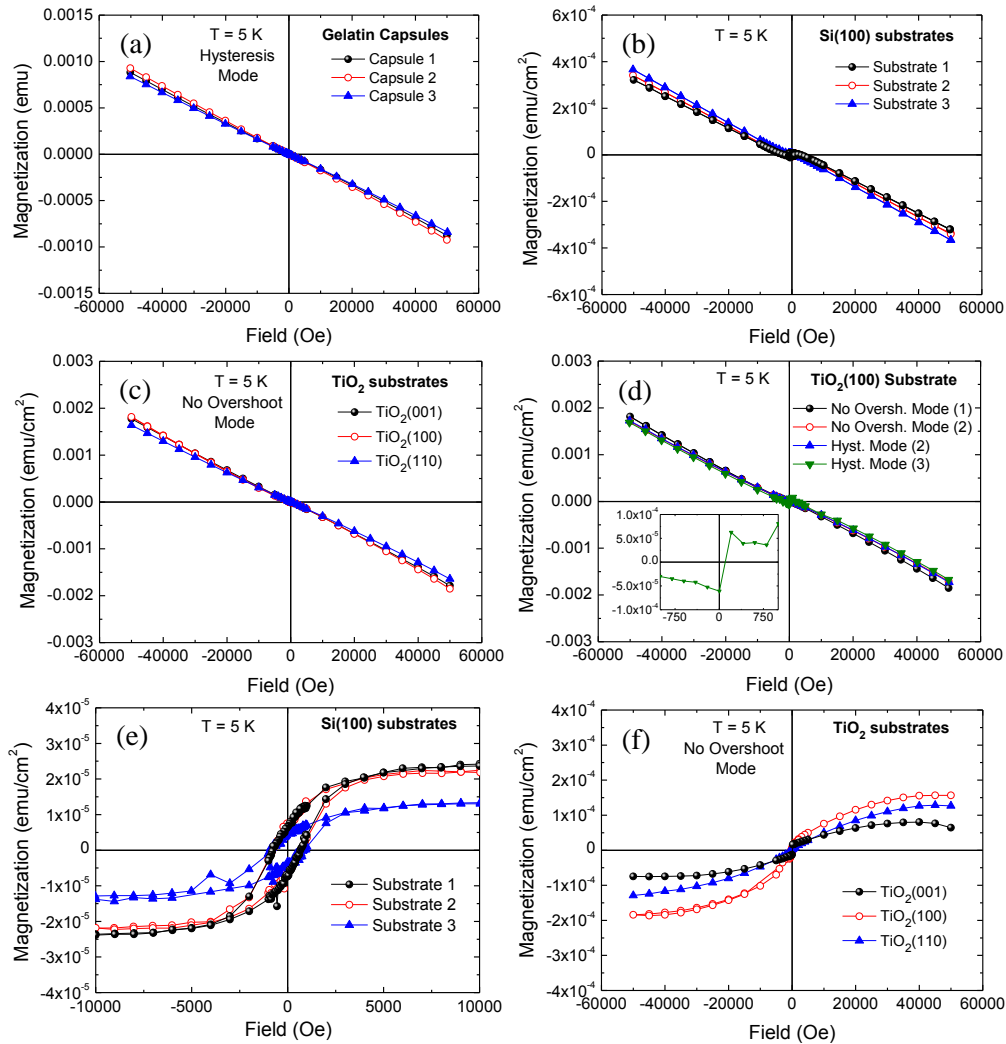 (a)
T = 5 K
Hysteresis
Mode
Gelatin Capsules
Capsule 1
Capsule 2
Capsule 3
0.0015
0.0010
0.0005
0.0000
-0.0005
-0.0010
-0.0015
Magnetization (emu)
-60000 -40000 -20000 0 20000 40000 60000
Field (Oe)
(b)
T = 5 K
Si(100) substrates
Substrate 1
Substrate 2
Substrate 3
6x10⁻⁴
4x10⁻⁴
2x10⁻⁴
0
-2x10⁻⁴
-4x10⁻⁴
-6x10⁻⁴
Magnetization (emu/cm²)
-60000 -40000 -20000 0 20000 40000 60000
Field (Oe)
(c)
T = 5 K
No Overshoot
Mode
TiO₂ substrates
TiO₂(001)
TiO₂(100)
TiO₂(110)
0.003
0.002
0.001
0.000
-0.001
-0.002
-0.003
Magnetization (emu/cm²)
-60000 -40000 -20000 0 20000 40000 60000
Field (Oe)
(d)
T = 5 K
TiO₂(100) Substrate
No Oversh. Mode (1)
No Oversh. Mode (2)
Hyst. Mode (2)
Hyst. Mode (3)
0.003
0.002
0.001
0.000
-0.001
-0.002
-0.003
Magnetization (emu/cm²)
1.0x10⁻⁴
5.0x10⁻⁵
0.0
-5.0x10⁻⁵
-1.0x10⁻⁴
-750 0 750
-60000 -40000 -20000 0 20000 40000 60000
Field (Oe)
(e)
T = 5 K
Si(100) substrates
Substrate 1
Substrate 2
Substrate 3
4x10⁻⁵
3x10⁻⁵
2x10⁻⁵
1x10⁻⁵
0
-1x10⁻⁵
-2x10⁻⁵
-3x10⁻⁵
-4x10⁻⁵
Magnetization (emu/cm²)
-10000 -5000 0 5000 10000
Field (Oe)
(f)
T = 5 K
No Overshoot
Mode
TiO₂ substrates
TiO₂(001)
TiO₂(100)
TiO₂(110)
4x10⁻⁴
3x10⁻⁴
2x10⁻⁴
1x10⁻⁴
0
-1x10⁻⁴
-2x10⁻⁴
-3x10⁻⁴
-4x10⁻⁴
Magnetization (emu/cm²)
-60000 -40000 -20000 0 20000 40000 60000
Field (Oe)